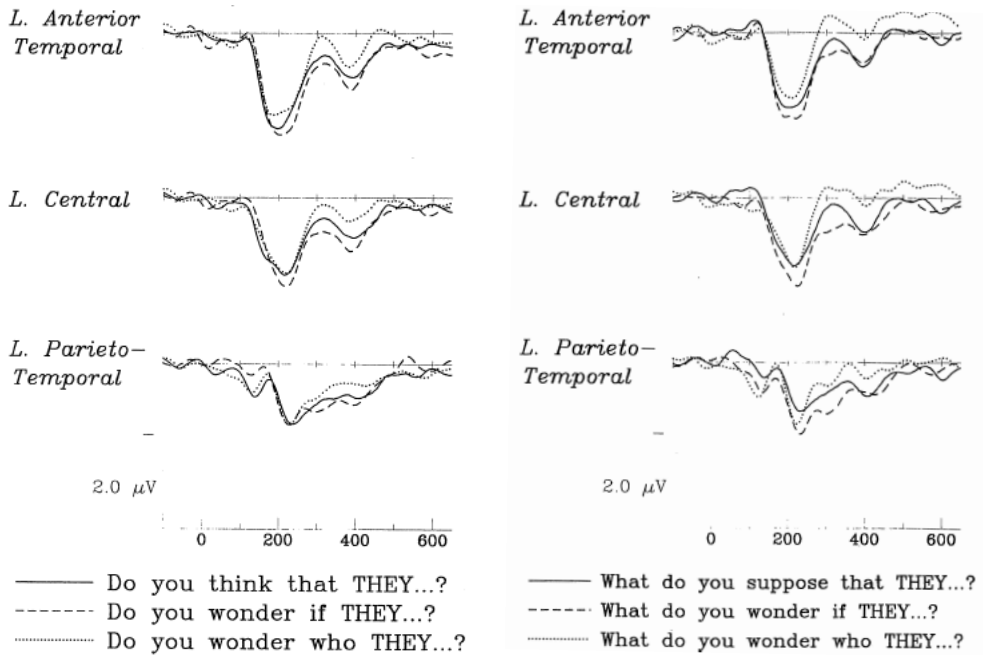 L. Anterior
Temporal
L. Central
L. Parieto-
Temporal
2.0 μV
0 200 400 600
Do you think that THEY...?
Do you wonder if THEY...?
Do you wonder who THEY...?
L. Anterior
Temporal
L. Central
L. Parieto-
Temporal
2.0 μV
0 200 400 600
What do you suppose that THEY...?
What do you wonder if THEY...?
What do you wonder who THEY...?